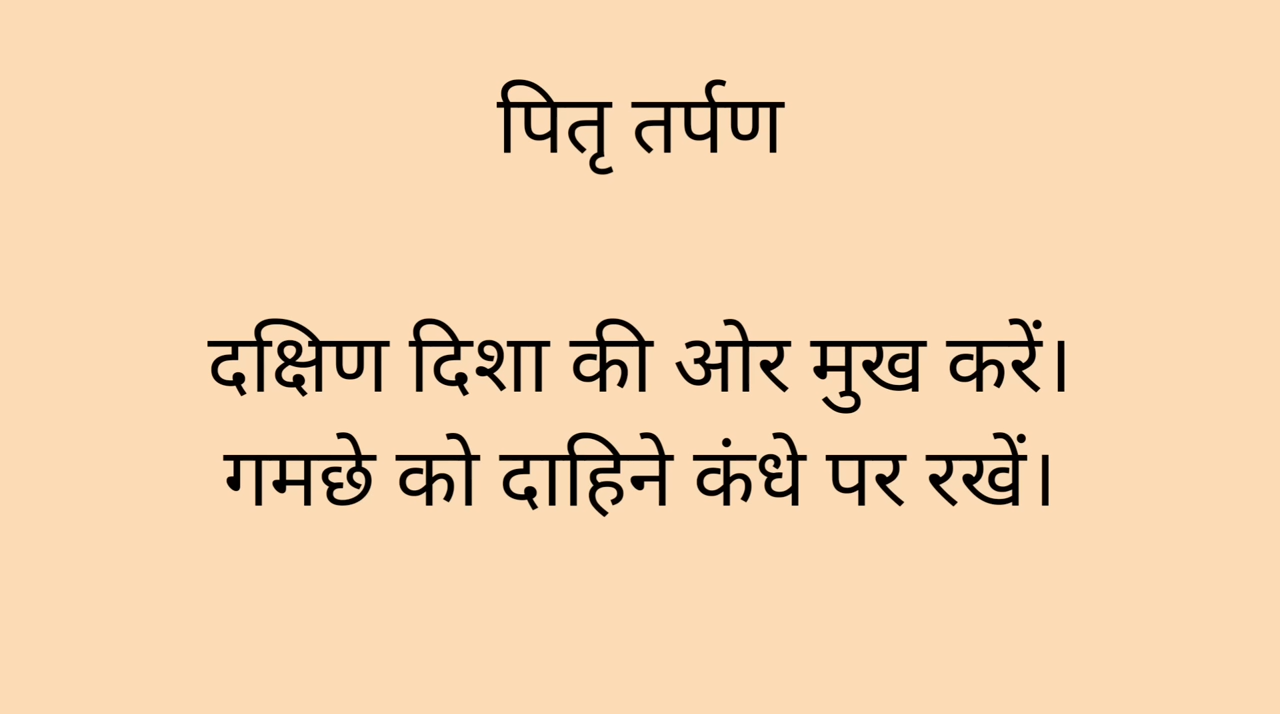 पितृ तर्पण
दक्षिण दिशा की ओर मुख करें।
गमछे को दाहिने कंधे पर रखें।